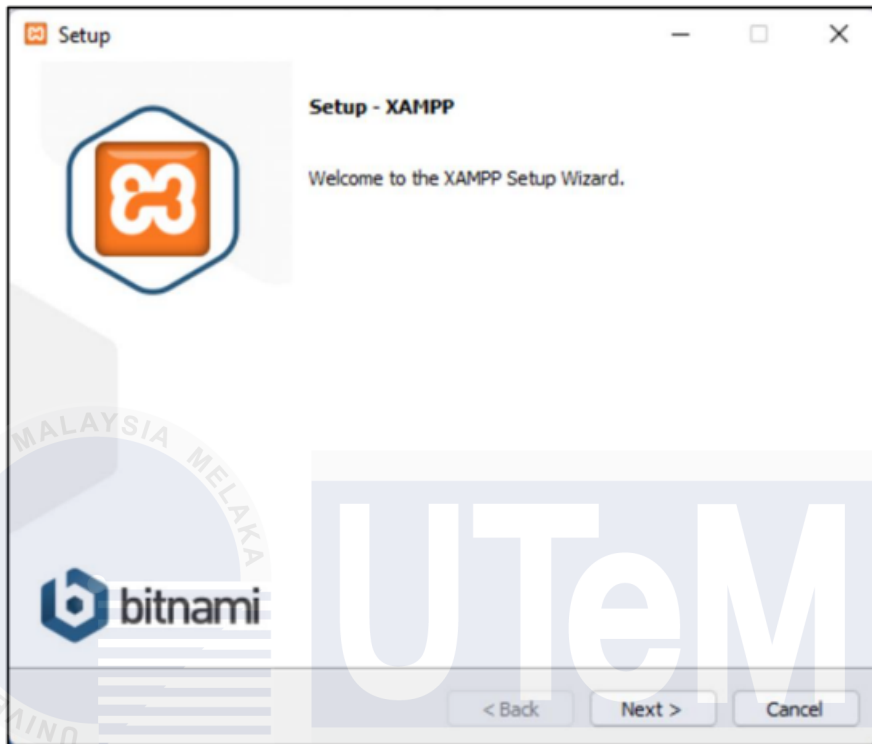 Setup
Setup - XAMPP
Welcome to the XAMPP Setup Wizard.
MALAYSIA MELAKA
UTeM
bitnami
< Back
Next >
Cancel